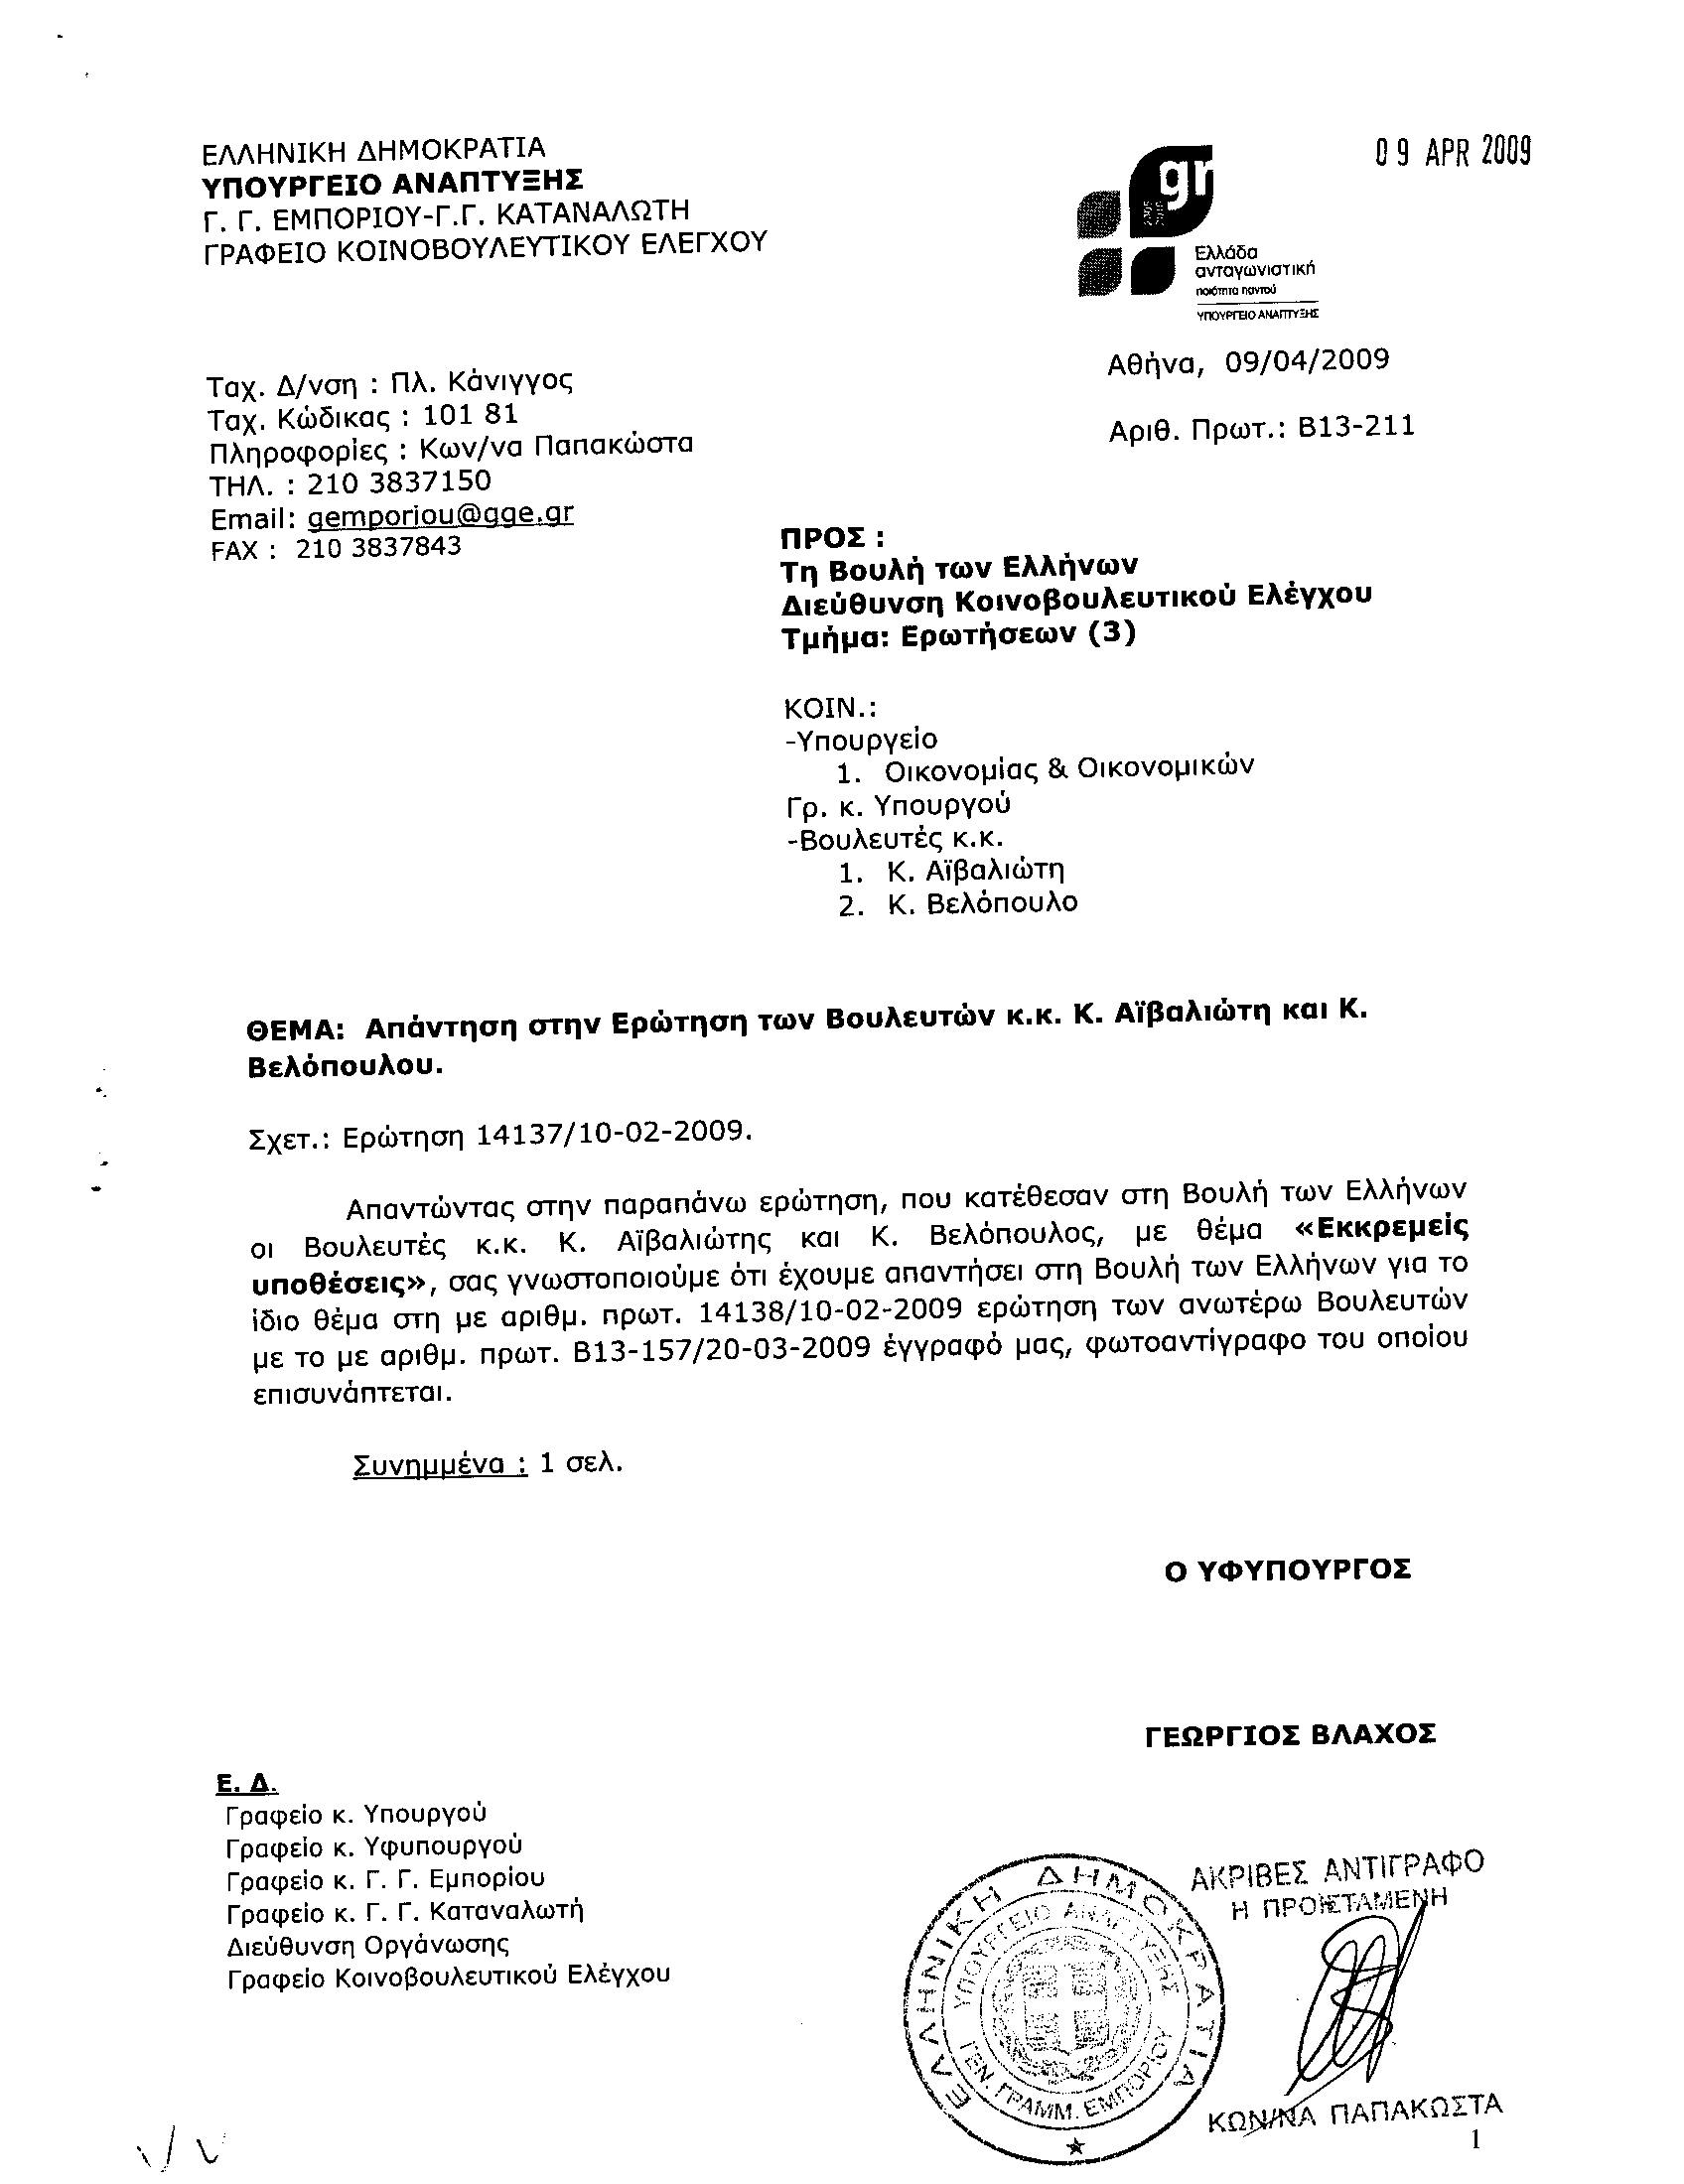 09 APR 2009
ΕΛΛΗΝΙΚΗ ΔΗΜΟΚΡΑΤΙΑ
ΥΠΟΥΡΓΕΙΟ ΑΝΑΠΤΥΞΗΣ
Γ. Γ. ΕΜΠΟΡΙΟΥ-Γ.Γ. ΚΑΤΑΝΑΛΩΤΗ
ΓΡΑΦΕΙΟ ΚΟΙΝΟΒΟΥΛΕΥΤΙΚΟΥ ΕΛΕΓΧΟΥ
gr
Ελλάδα
ανταγωνιστική
ποιότητα παντού
ΥΠΟΥΡΓΕΙΟ ΑΝΑΠΤΥΞΗΣ
Ταχ. Δ/νση : Πλ. Κάνιγγος
Ταχ. Κώδικας : 101 81
Πληροφορίες : Κων/να Παπακώστα
ΤΗΛ. : 210 3837150
Email: gemporiou@gge.gr
FAX : 210 3837843
Αθήνα, 09/04/2009
Αριθ. Πρωτ.: Β13-211
ΠΡΟΣ :
Τη Βουλή των Ελλήνων
Διεύθυνση Κοινοβουλευτικού Ελέγχου
Τμήμα: Ερωτήσεων (3)
ΚΟΙΝ.:
-Υπουργείο
1. Οικονομίας & Οικονομικών
Γρ. κ. Υπουργού
-Βουλευτές κ.κ.
1. Κ. Αϊβαλιώτη
2. Κ. Βελόπουλο
ΘΕΜΑ: Απάντηση στην Ερώτηση των Βουλευτών κ.κ. Κ. Αϊβαλιώτη και Κ.
Βελόπουλου.
Σχετ.: Ερώτηση 14137/10-02-2009.
Απαντώντας στην παραπάνω ερώτηση, που κατέθεσαν στη Βουλή των Ελλήνων
οι Βουλευτές κ.κ. Κ. Αϊβαλιώτης και Κ. Βελόπουλος, με θέμα «Εκκρεμείς
υποθέσεις», σας γνωστοποιούμε ότι έχουμε απαντήσει στη Βουλή των Ελλήνων για το
ίδιο θέμα στη με αριθμ. πρωτ. 14138/10-02-2009 ερώτηση των ανωτέρω Βουλευτών
με το με αριθμ. πρωτ. Β13-157/20-03-2009 έγγραφό μας, φωτοαντίγραφο του οποίου
επισυνάπτεται.
Συνημμένα : 1 σελ.
Ο ΥΦΥΠΟΥΡΓΟΣ
ΓΕΩΡΓΙΟΣ ΒΛΑΧΟΣ
Ε. Δ.
Γραφείο κ. Υπουργού
Γραφείο κ. Υφυπουργού
Γραφείο κ. Γ. Γ. Εμπορίου
Γραφείο κ. Γ. Γ. Καταναλωτή
Διεύθυνση Οργάνωσης
Γραφείο Κοινοβουλευτικού Ελέγχου
ΕΛΛΗΝΙΚΗ ΔΗΜΟΚΡΑΤΙΑ
ΥΠΟΥΡΓΕΙΟ ΑΝΑΠΤΥΞΗΣ
ΓΕΝ. ΓΡΑΜΜ. ΕΜΠΟΡΙΟΥ
ΑΚΡΙΒΕΣ ΑΝΤΙΓΡΑΦΟ
Η ΠΡΟΪΣΤΑΜΕΝΗ
ΚΩΝ/ΝΑ ΠΑΠΑΚΩΣΤΑ
1